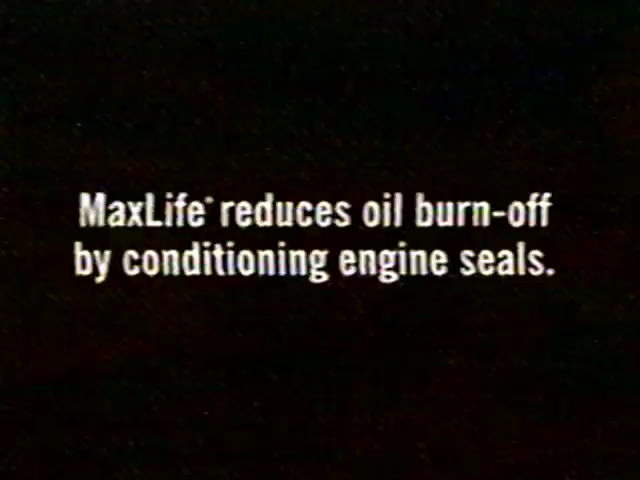 MaxLife® reduces oil burn-off
by conditioning engine seals.